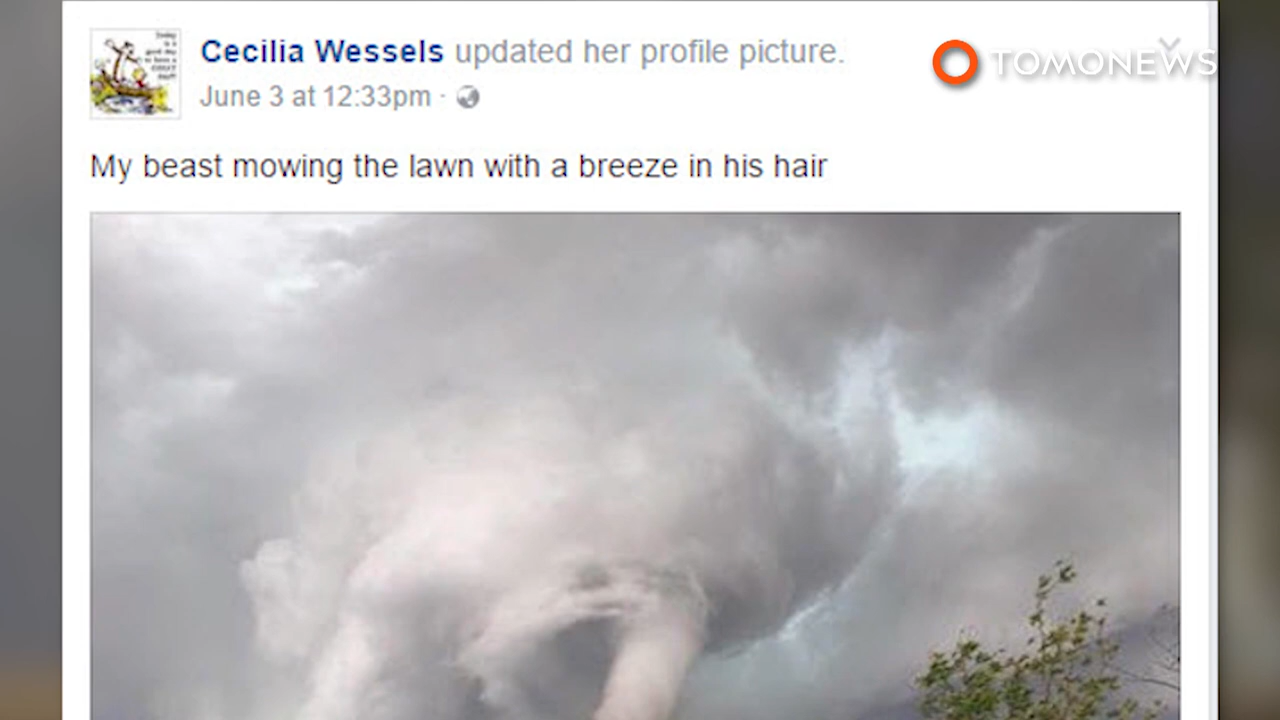 Cecilia Wessels updated her profile picture.
TOMONEWS
June 3 at 12:33pm ·
My beast mowing the lawn with a breeze in his hair